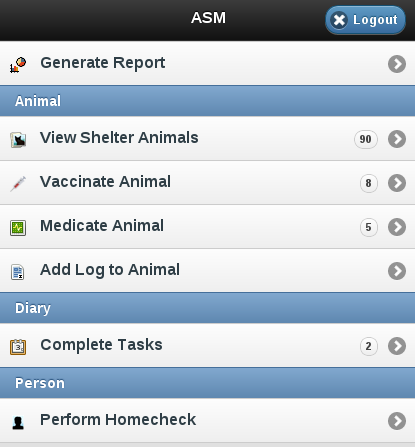 ASM
Logout
Generate Report
Animal
View Shelter Animals 90
Vaccinate Animal 8
Medicate Animal 5
Add Log to Animal
Diary
Complete Tasks 2
Person
Perform Homecheck